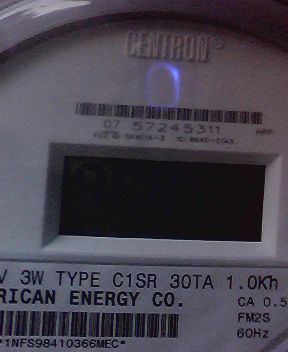 CENTRON®
07 57245311
V 3W TYPE C1SR 30TA 1.0Kh
RICAN ENERGY CO.
CA 0.5
FM2S
60Hz
*1NFS98410366MEC*